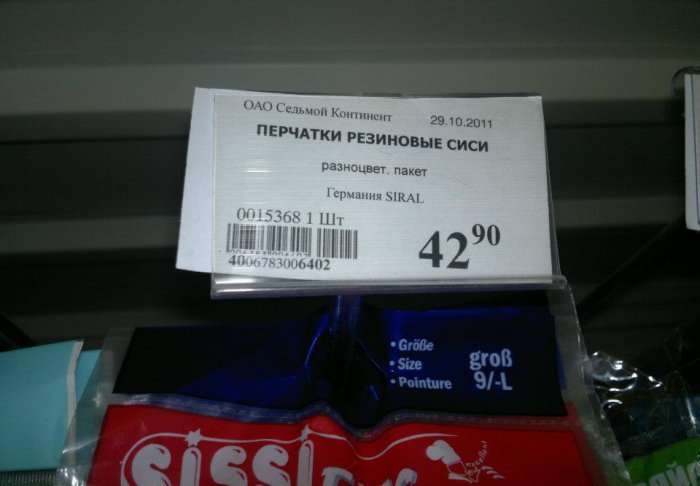 ОАО Седьмой Континент 29.10.2011
ПЕРЧАТКИ РЕЗИНОВЫЕ СИСИ
разноцвет. пакет
Германия SIRAL
0015368 1 Шт
42 90
4006783006402
• Größe
• Size
• Pointure
groß
9/-L
sissi
Excellent